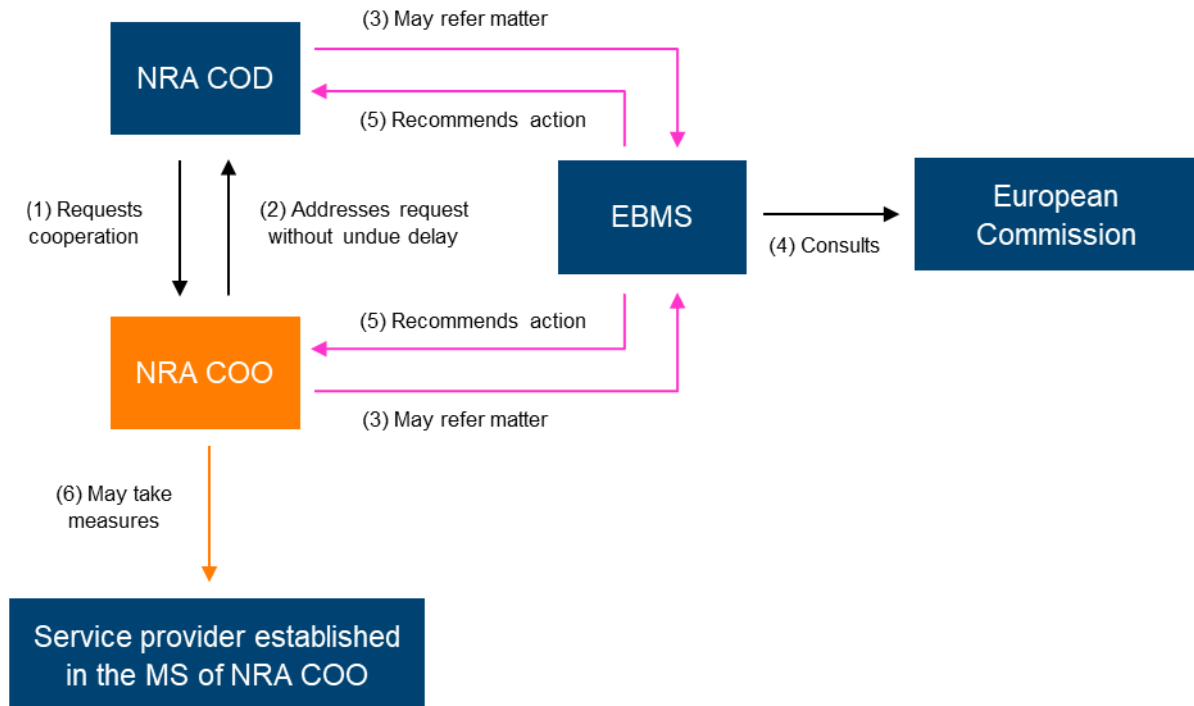 (3) May refer matter
NRA COD
(5) Recommends action
(1) Requests
cooperation
(2) Addresses request
without undue delay
EBMS
(4) Consults
European
Commission
(5) Recommends action
NRA COO
(3) May refer matter
(6) May take
measures
Service provider established
in the MS of NRA COO